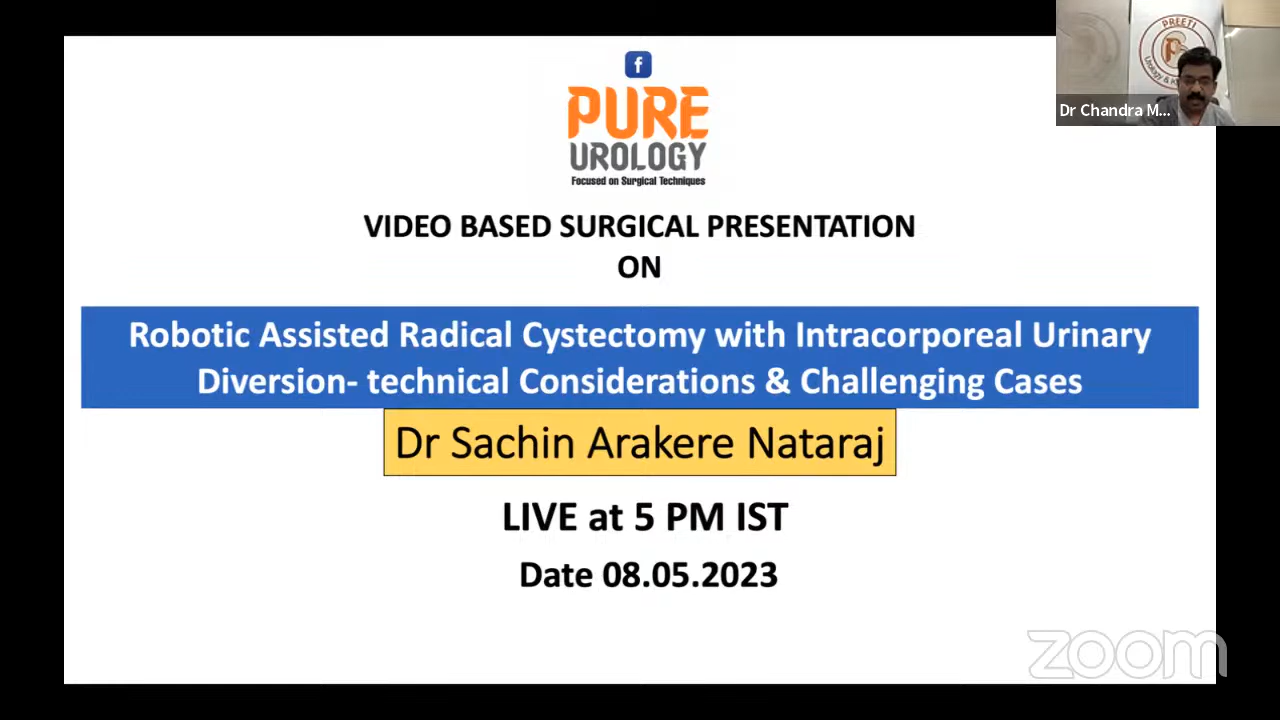 f
PURE
UROLOGY
Focused on Surgical Techniques
VIDEO BASED SURGICAL PRESENTATION
ON
Robotic Assisted Radical Cystectomy with Intracorporeal Urinary
Diversion- technical Considerations & Challenging Cases
Dr Sachin Arakere Nataraj
LIVE at 5 PM IST
Date 08.05.2023
PREETI
Urology & K
Dr Chandra M...
zoom